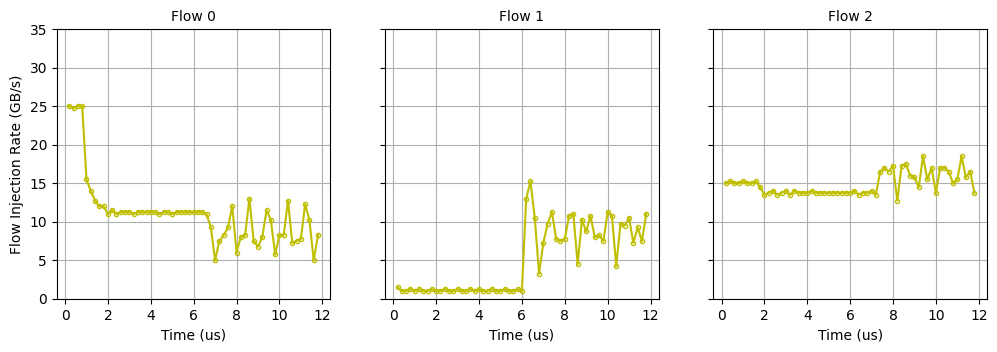 Flow 0
Flow 1
Flow 2
Flow Injection Rate (GB/s)
35
30
25
20
15
10
5
0
0 2 4 6 8 10 12
0 2 4 6 8 10 12
0 2 4 6 8 10 12
Time (us)
Time (us)
Time (us)